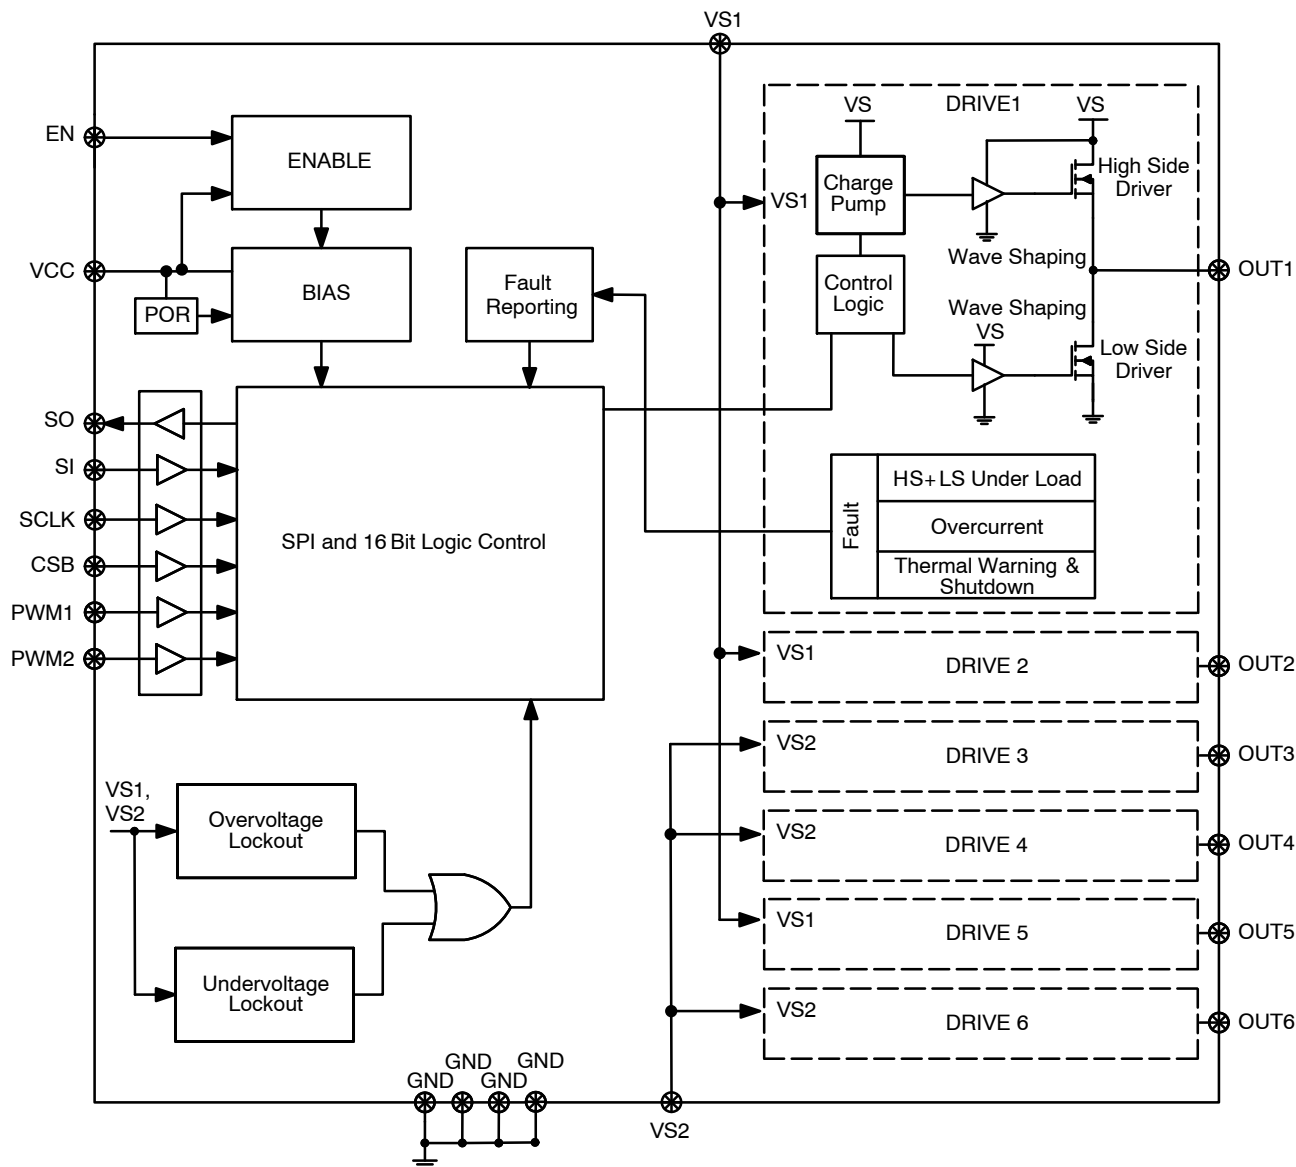 VS1
EN
ENABLE
VCC
BIAS
POR
Fault
Reporting
SO
SI
SCLK
CSB
PWM1
PWM2
SPI and 16 Bit Logic Control
VS1,
VS2
Overvoltage
Lockout
Undervoltage
Lockout
GND
GND
GND
GND
VS2
DRIVE1
VS
VS
VS1
Charge
Pump
High Side
Driver
Wave Shaping
Control
Logic
Wave Shaping
VS
Low Side
Driver
OUT1
Fault
HS+LS Under Load
Overcurrent
Thermal Warning &
Shutdown
VS1
DRIVE 2
OUT2
VS2
DRIVE 3
OUT3
VS2
DRIVE 4
OUT4
VS1
DRIVE 5
OUT5
VS2
DRIVE 6
OUT6